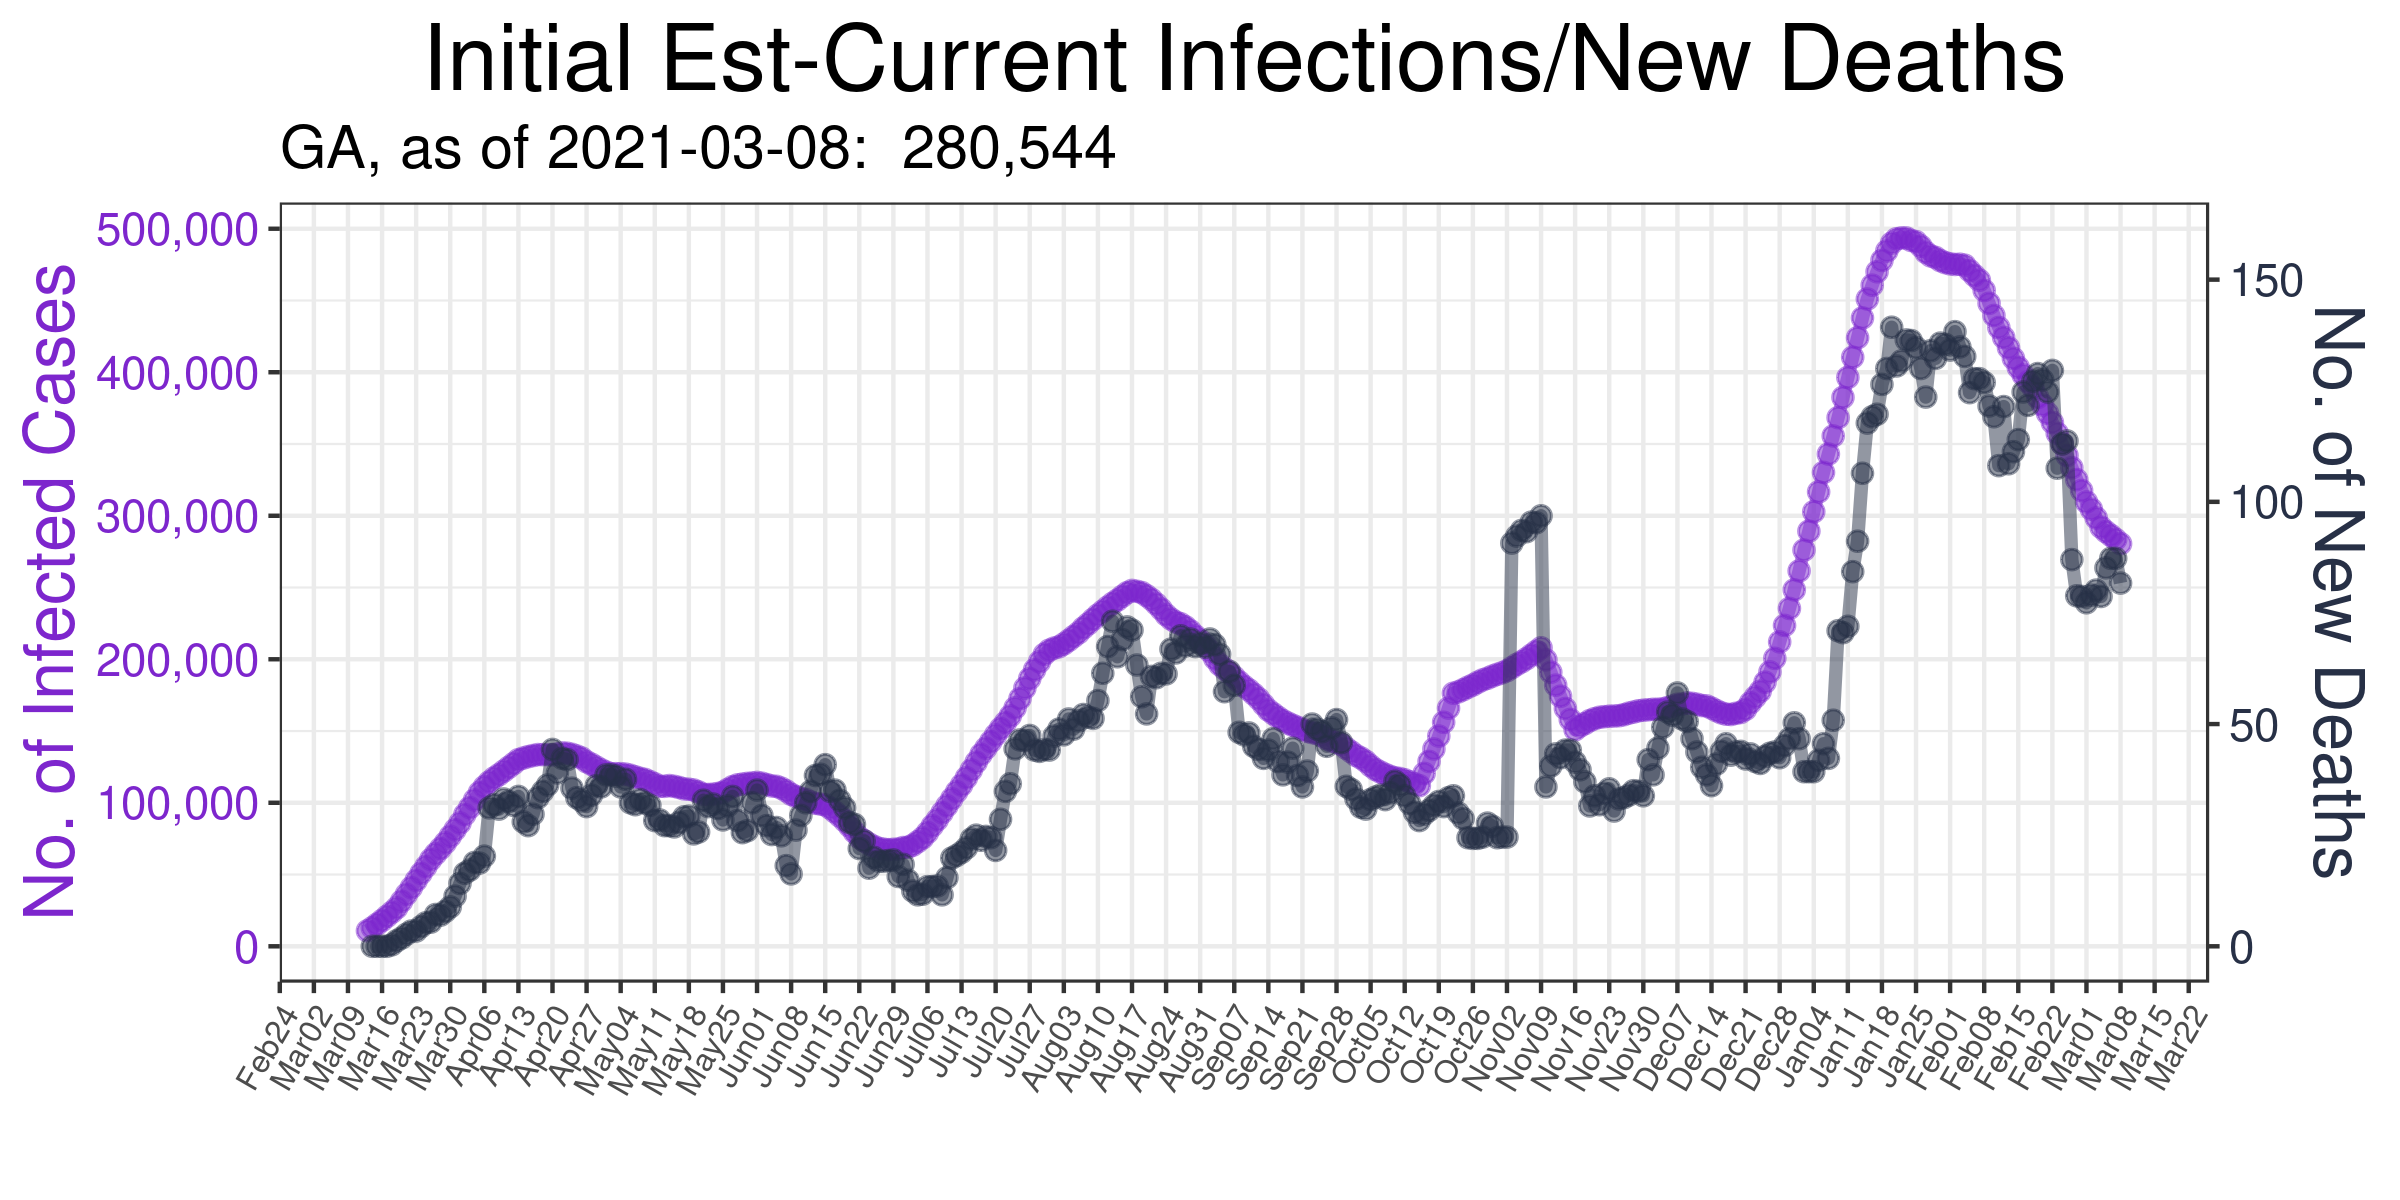 Initial Est-Current Infections/New Deaths
GA, as of 2021-03-08: 280,544
No. of Infected Cases
500,000
400,000
300,000
200,000
100,000
0
150
100
50
0
No. of New Deaths
Feb24
Mar02
Mar09
Mar16
Mar23
Mar30
Apr06
Apr13
Apr20
Apr27
May04
May11
May18
May25
Jun01
Jun08
Jun15
Jun22
Jun29
Jul06
Jul13
Jul20
Jul27
Aug03
Aug10
Aug17
Aug24
Aug31
Sep07
Sep14
Sep21
Sep28
Oct05
Oct12
Oct19
Oct26
Nov02
Nov09
Nov16
Nov23
Nov30
Dec07
Dec14
Dec21
Dec28
Jan04
Jan11
Jan18
Jan25
Feb01
Feb08
Feb15
Feb22
Mar01
Mar08
Mar15
Mar22